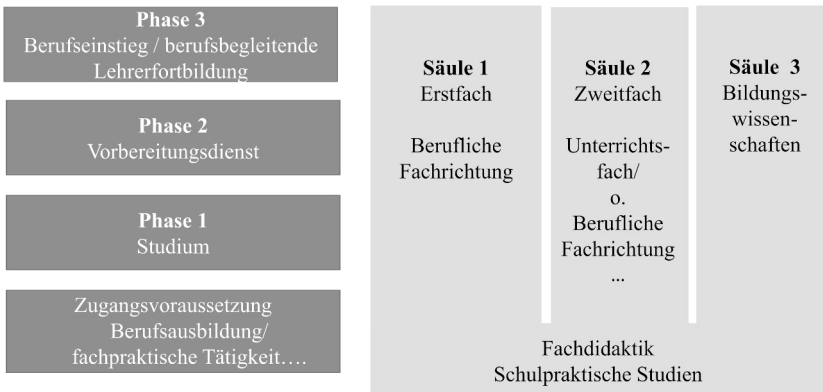 Phase 3
Berufseinstieg / berufsbegleitende
Lehrerfortbildung
Phase 2
Vorbereitungsdienst
Phase 1
Studium
Zugangsvoraussetzung
Berufsausbildung/
fachpraktische Tätigkeit….
Säule 1
Erstfach
Berufliche
Fachrichtung
Säule 2
Zweitfach
Unterrichts-
fach/
o.
Berufliche
Fachrichtung
...
Säule 3
Bildungs-
wissen-
schaften
Fachdidaktik
Schulpraktische Studien